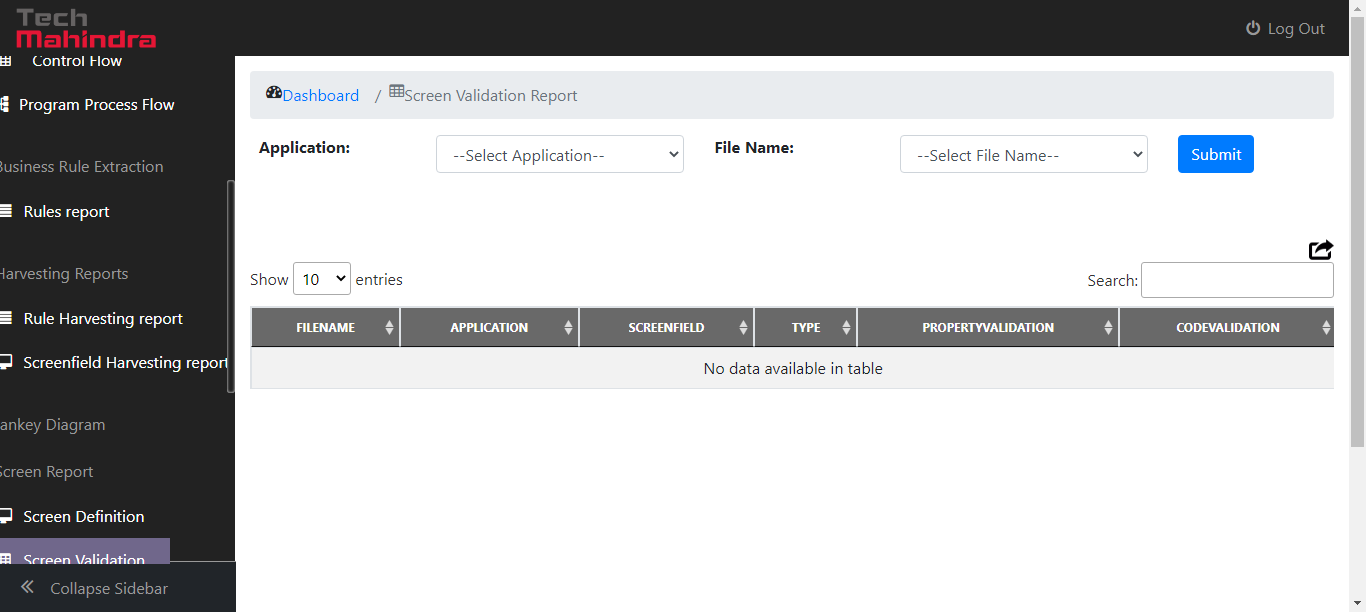 Tech
Mahindra
Log Out
Control Flow
Program Process Flow
Business Rule Extraction
Rules report
Harvesting Reports
Rule Harvesting report
Screenfield Harvesting report
ankey Diagram
Screen Report
Screen Definition
Screen Validation
Collapse Sidebar
Dashboard / Screen Validation Report
Application: --Select Application-- File Name: --Select File Name-- Submit
Show 10 entries Search:
FILENAME APPLICATION SCREENFIELD TYPE PROPERTYVALIDATION CODEVALIDATION
No data available in table